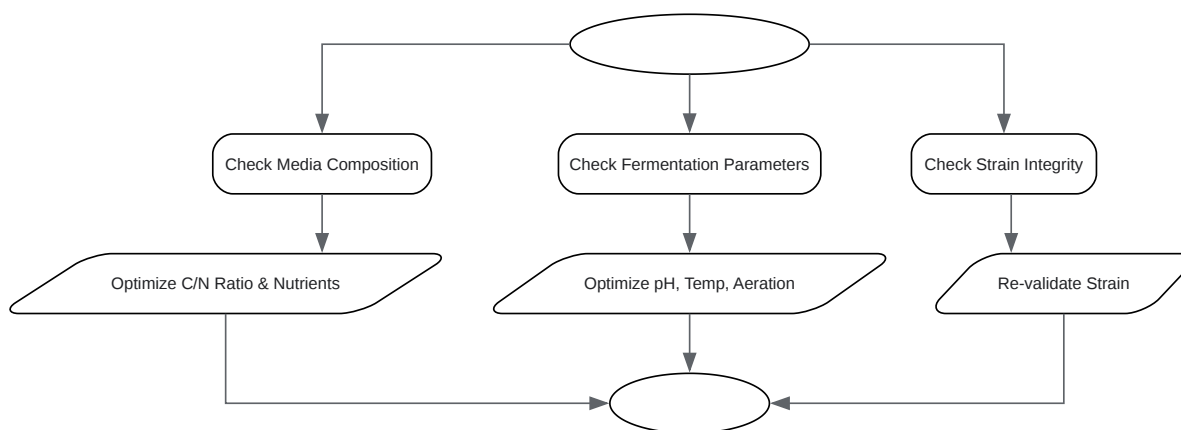 Check Media Composition
Check Fermentation Parameters
Check Strain Integrity
Optimize C/N Ratio & Nutrients
Optimize pH, Temp, Aeration
Re-validate Strain